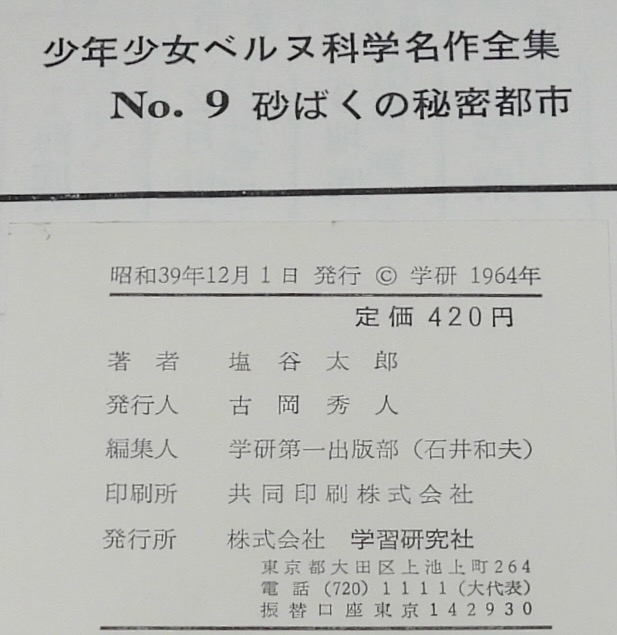 少年少女ベルヌ科学名作全集
No. 9 砂ばくの秘密都市
昭和39年12月1日 発行 © 学研 1964年
定価 420円
著者 塩谷太郎
発行人 古岡秀人
編集人 学研第一出版部（石井和夫）
印刷所 共同印刷株式会社
発行所 株式会社 学習研究社
東京都大田区上池上町264
電話（720）1111（大代表）
振替口座東京142930